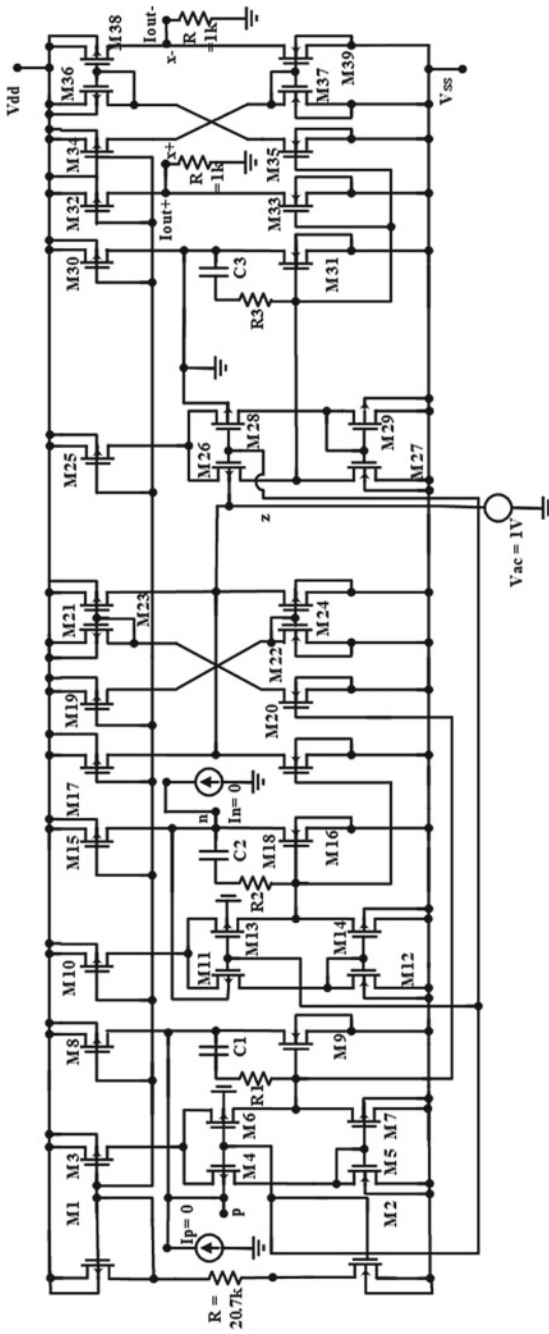 Vdd
M38
M36
M34
M32
M30
M25
M21
M23
M19
M17
M15
M10
M8
M3
M1
Iout-
x-
R
=1k
Iout+
x+
R
=1k
M39
M37
M35
M33
M31
C3
R3
M28
M26
M29
M27
z
Vac = 1V
Vss
M24
M22
M20
n
In= 0
C2
R2
M18
M16
M13
M11
M14
M12
C1
R1
M9
M6
M4
M7
M5
Ip= 0
p
M2
R =
20.7k